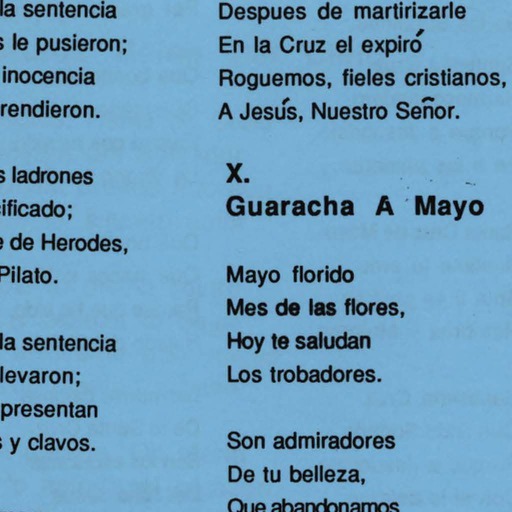 la sentencia
le pusieron;
inocencia
rendieron.
ladrones
ificado;
de Herodes,
Pilato.
la sentencia
levaron;
presentan
y clavos.
Despues de martirizarle
En la Cruz el expiró
Roguemos, fieles cristianos,
A Jesús, Nuestro Señor.
X.
Guaracha A Mayo
Mayo florido
Mes de las flores,
Hoy te saludan
Los trobadores.
Son admiradores
De tu belleza,
Que abandonamos